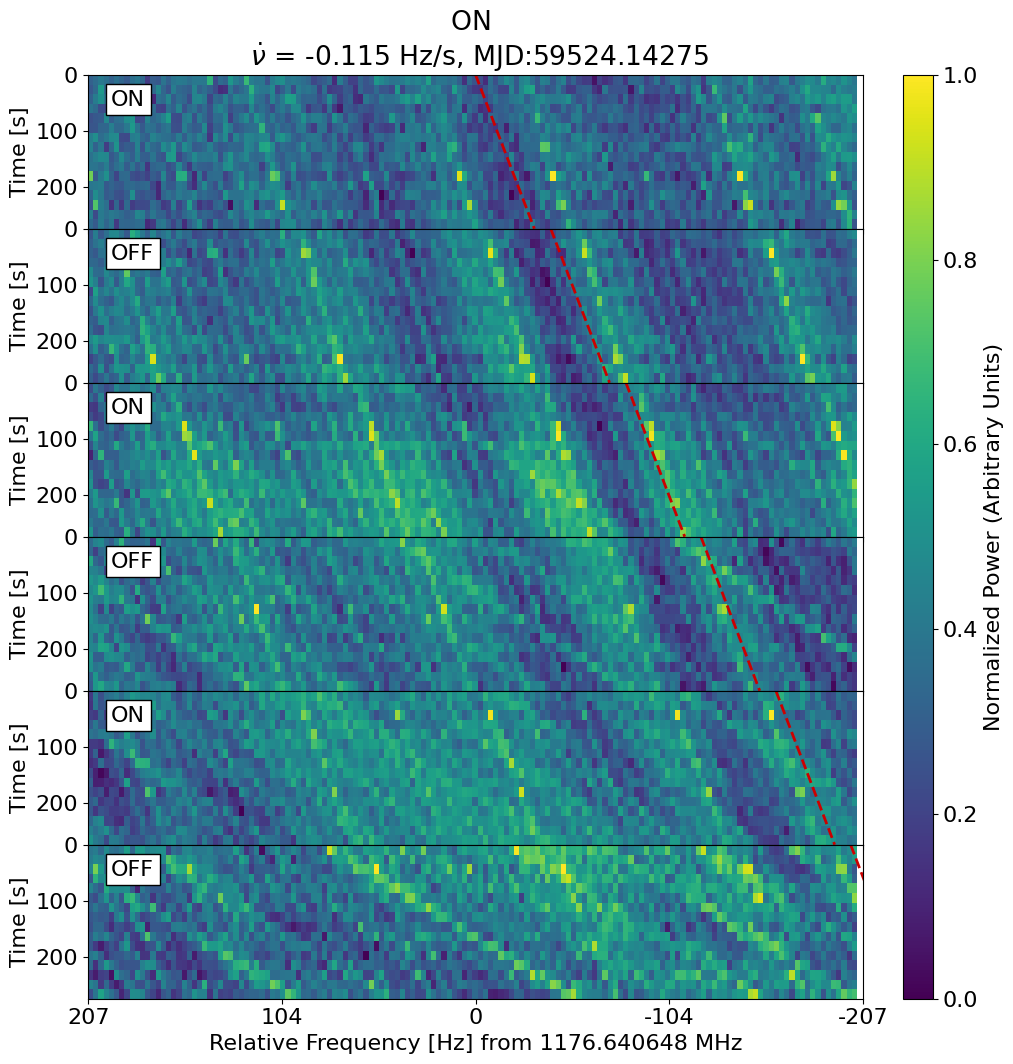 ON
ν̇ = -0.115 Hz/s, MJD:59524.14275
0
100
200
Time [s]
ON
0
100
200
Time [s]
OFF
0
100
200
Time [s]
ON
0
100
200
Time [s]
OFF
0
100
200
Time [s]
ON
0
100
200
Time [s]
OFF
207 104 0 -104 -207
Relative Frequency [Hz] from 1176.640648 MHz
1.0
0.8
0.6
0.4
0.2
0.0
Normalized Power (Arbitrary Units)